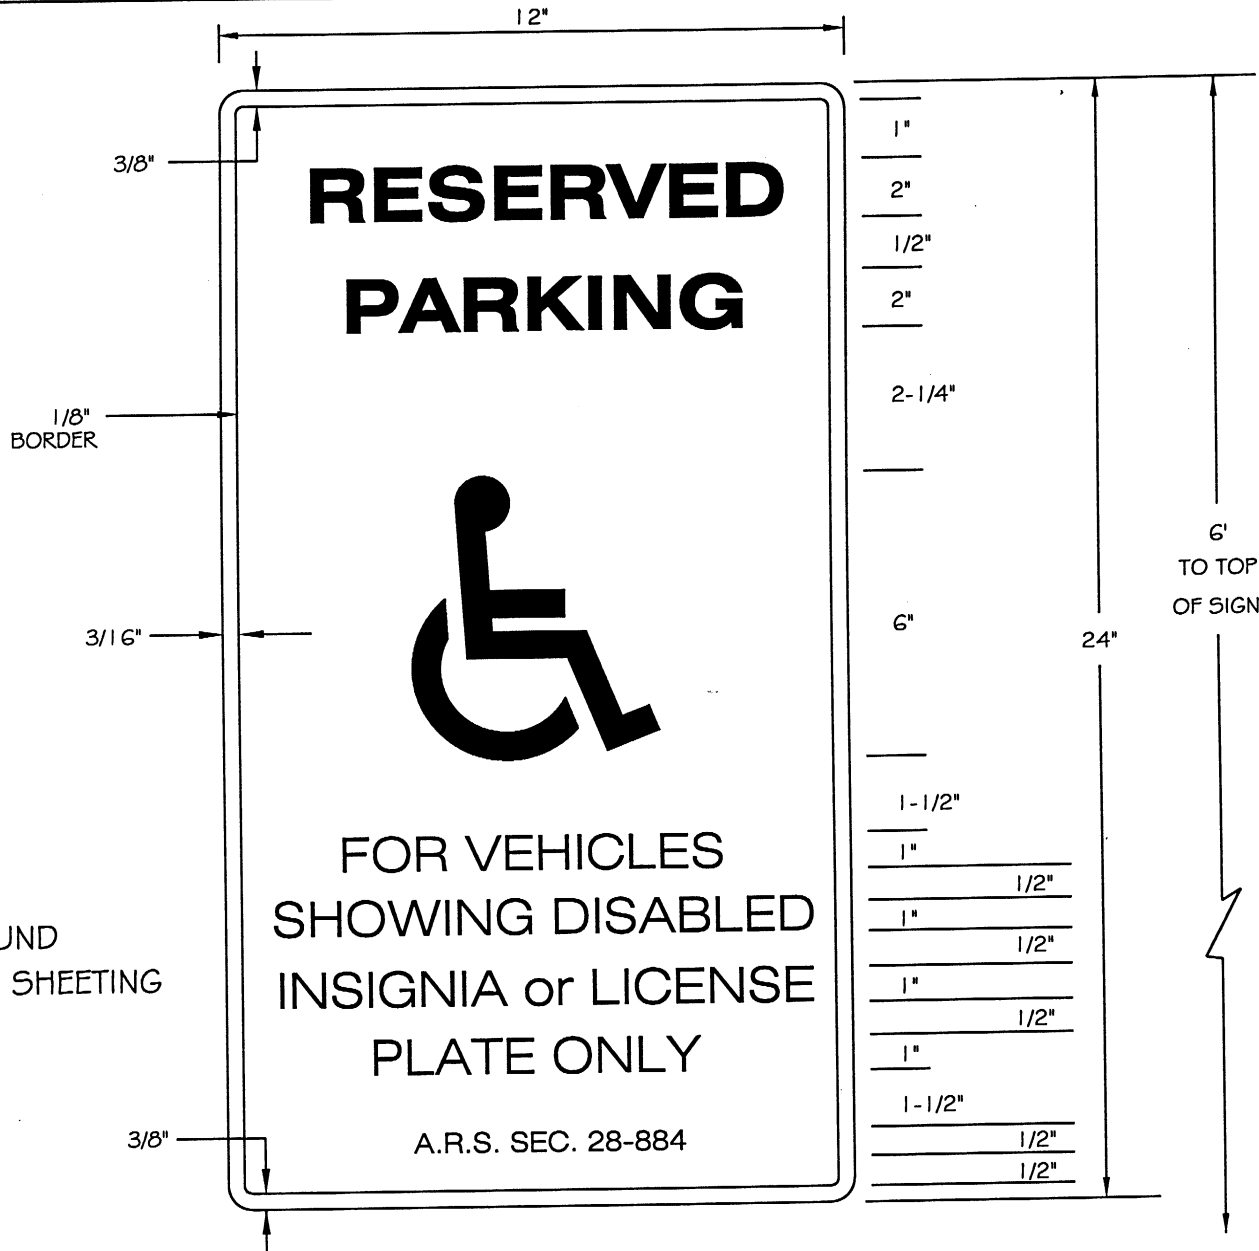 12"
3/8"
RESERVED
PARKING
1/8"
BORDER
3/16"
FOR VEHICLES
SHOWING DISABLED
INSIGNIA or LICENSE
PLATE ONLY
A.R.S. SEC. 28-884
SHEETING
3/8"
1"
2"
1/2"
2"
2-1/4"
6"
1-1/2"
1"
1/2"
1"
1/2"
1"
1/2"
1"
1-1/2"
1/2"
1/2"
24"
6'
TO TOP
OF SIGN